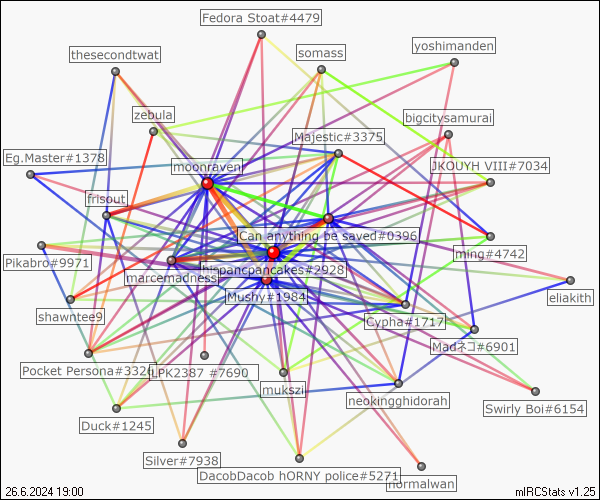 Fedora Stoat#4479
yoshimanden
thesecondtwat
somass
zebula
bigcitysamurai
Majestic#3375
Eg.Master#1378
moonraven
JKOUYH VIII#7034
frisout
Can anything be saved#0396
ming#4742
Pikabro#9971
hispancpancakes#2928
marcemadness
eliakith
Mushy#1984
shawntee9
Cypha#1717
Madネコ#6901
Pocket Persona#3320
LPK2387 #7690
mukszi
neokingghidorah
Swirly Boi#6154
Duck#1245
Silver#7938
DacobDacob hORNY police#5271
normalwan
26.6.2024 19:00
mIRCStats v1.25